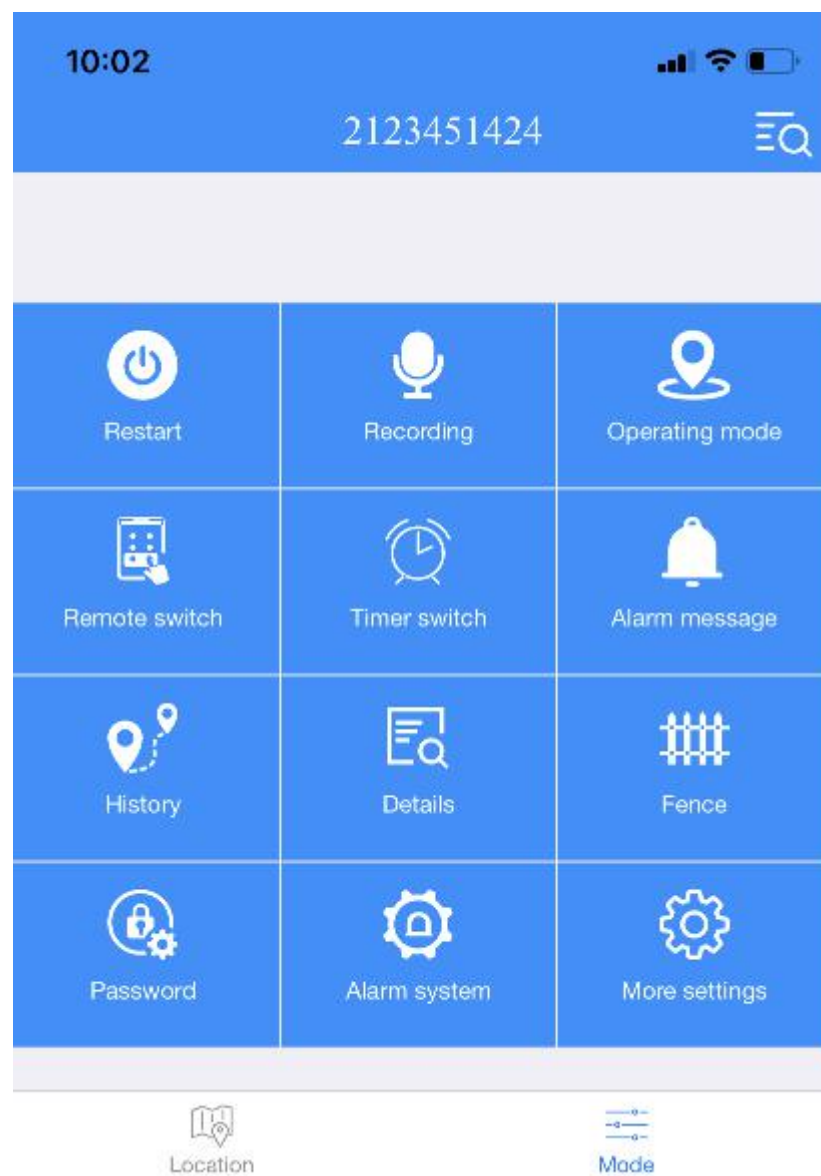 10:02
2123451424
Restart
Recording
Operating mode
Remote switch
Timer switch
Alarm message
History
Details
Fence
Password
Alarm system
More settings
Location
Mode